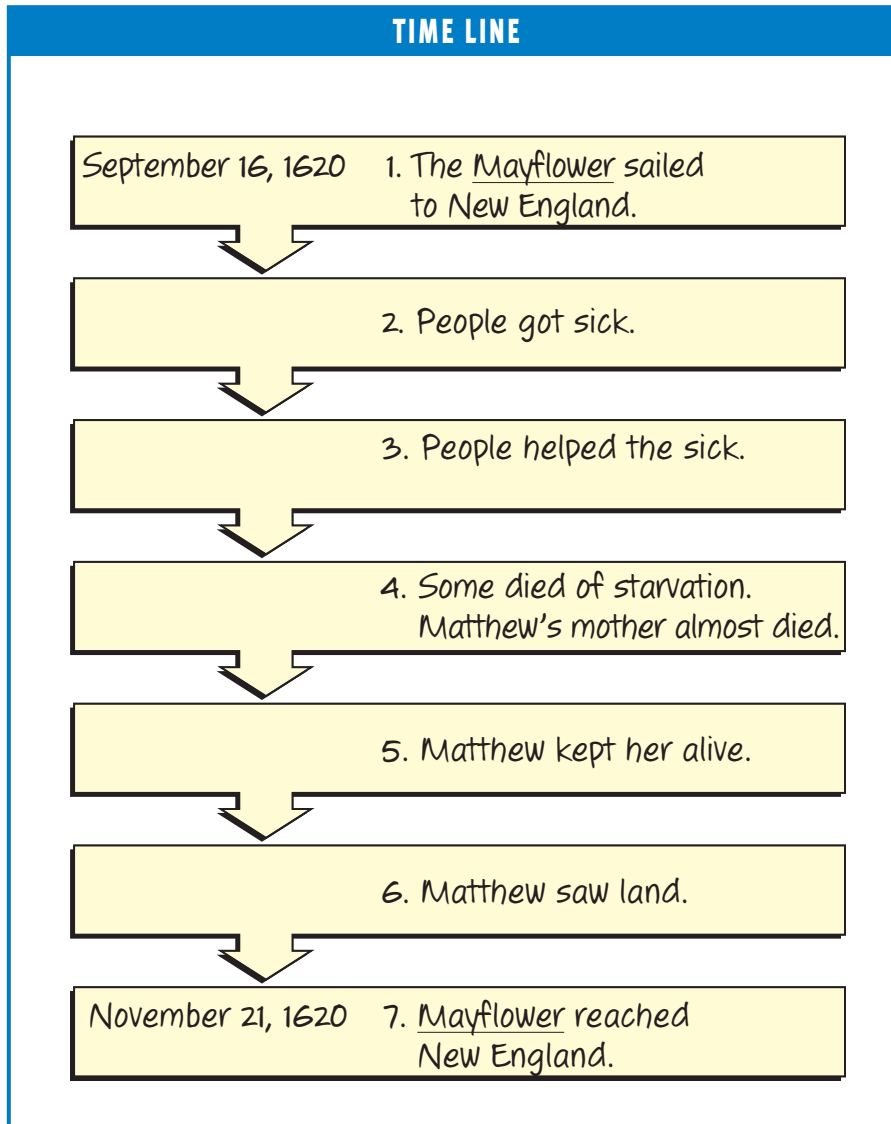 TIME LINE
September 16, 1620 1. The Mayflower sailed
to New England.
2. People got sick.
3. People helped the sick.
4. Some died of starvation.
Matthew's mother almost died.
5. Matthew kept her alive.
6. Matthew saw land.
November 21, 1620 7. Mayflower reached
New England.